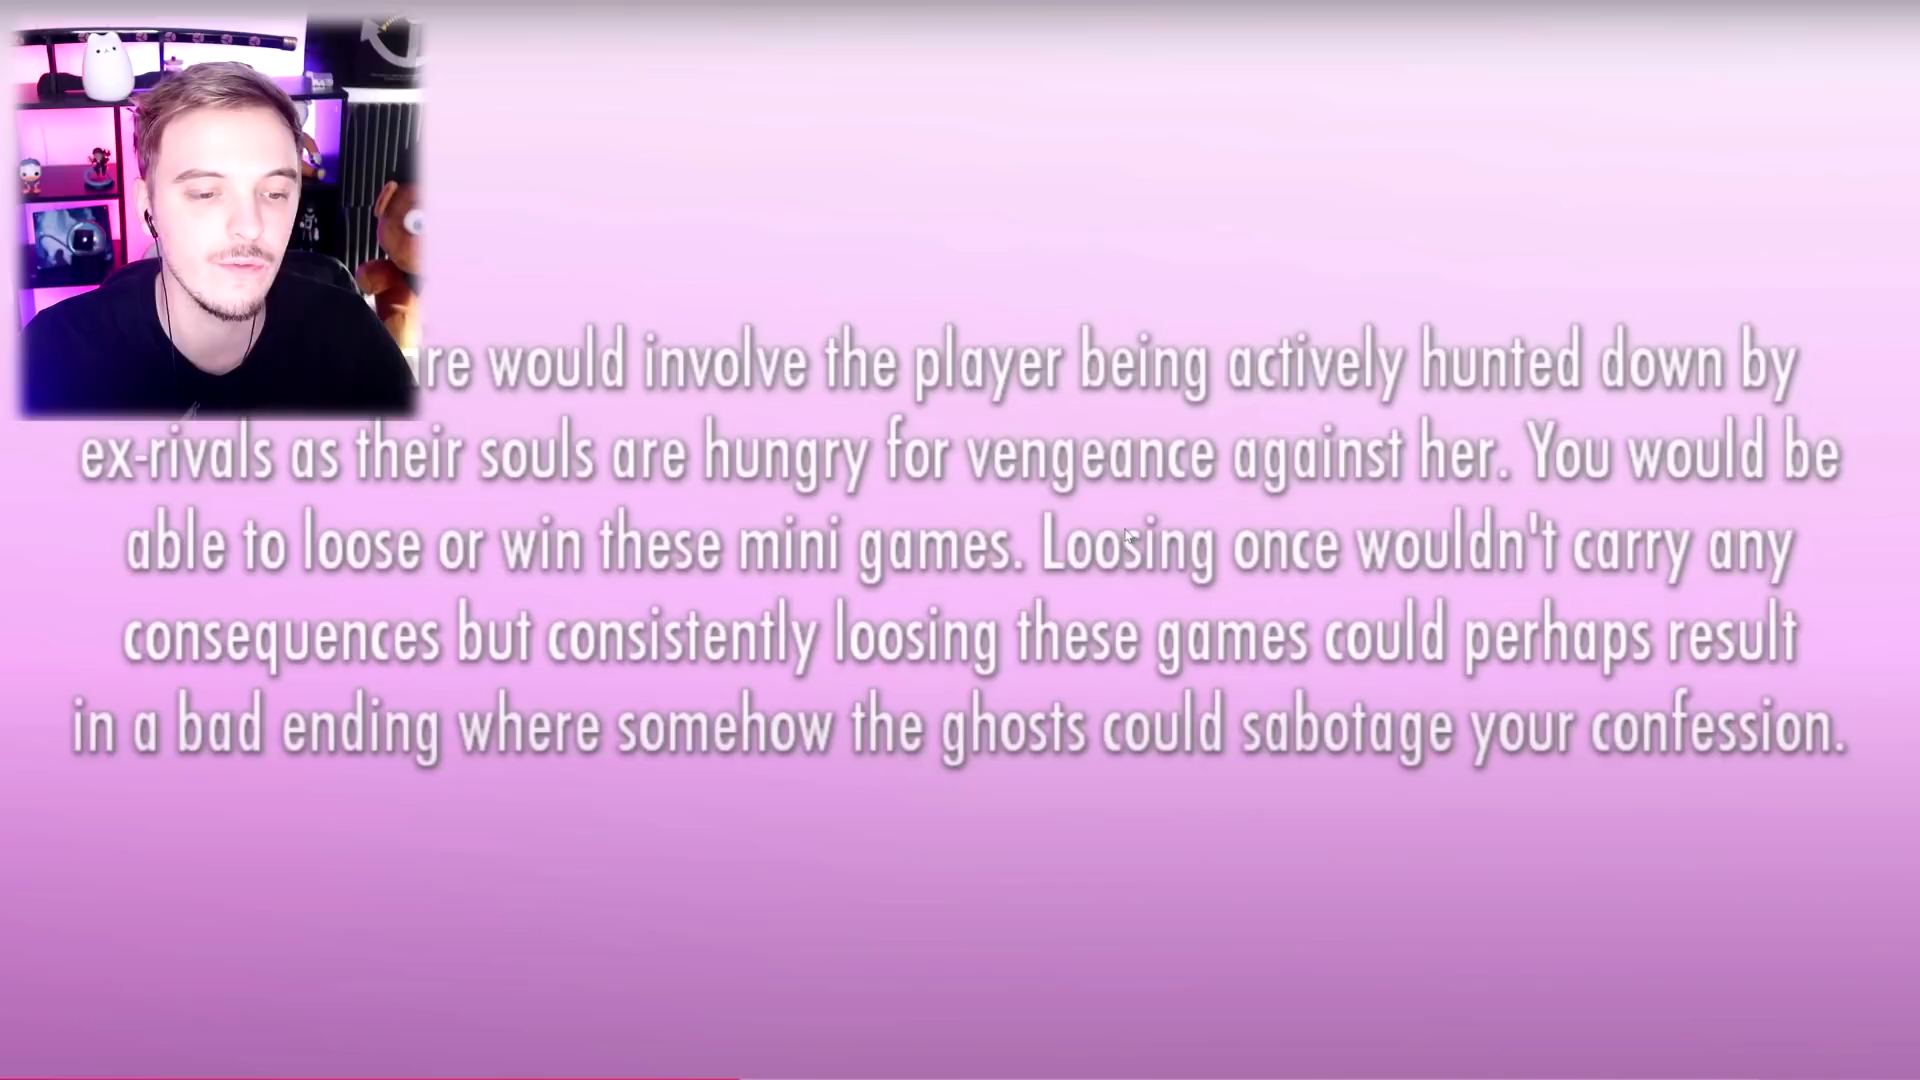 would involve the player being actively hunted down by
ex-rivals as their souls are hungry for vengeance against her. You would be
able to loose or win these mini games. Loosing once wouldn't carry any
consequences but consistently loosing these games could perhaps result
in a bad ending where somehow the ghosts could sabotage your confession.